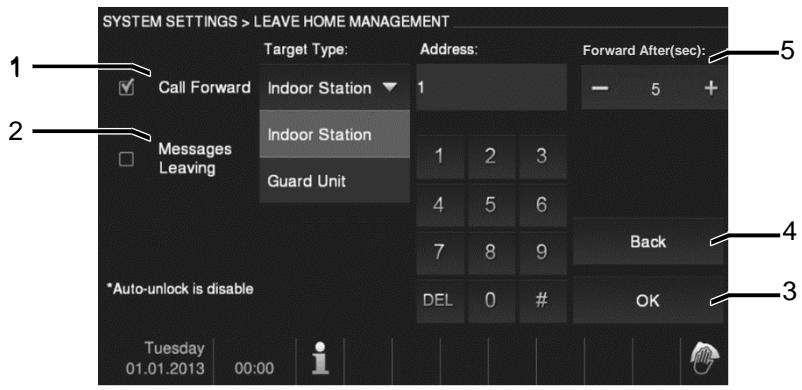 SYSTEM SETTINGS > LEAVE HOME MANAGEMENT
Target Type: Address: Forward After(sec): 5
1 Call Forward Indoor Station 1 − 5 +
2 Messages Leaving
Indoor Station
Guard Unit
1 2 3
4 5 6
7 8 9
DEL 0 #
Back 4
OK 3
*Auto-unlock is disable
Tuesday
01.01.2013 00:00 i